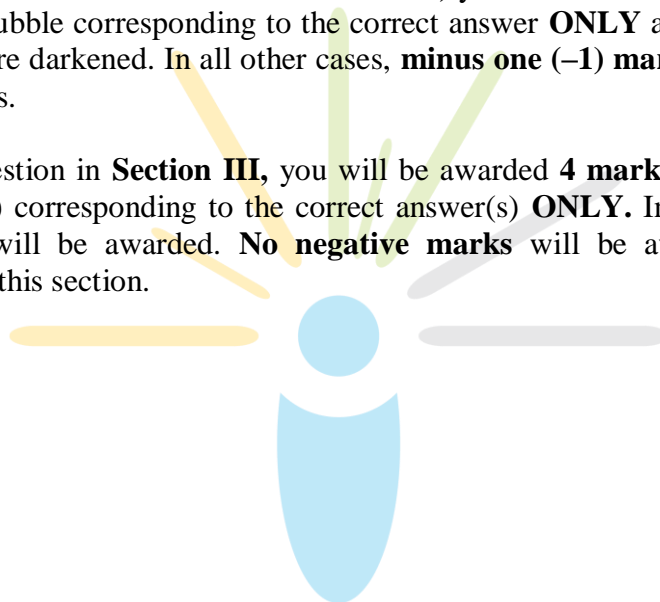 ubble corresponding to the correct answer ONLY a
re darkened. In all other cases, minus one (–1) mar
s.
estion in Section III, you will be awarded 4 mark
) corresponding to the correct answer(s) ONLY. In
will be awarded. No negative marks will be a
this section.